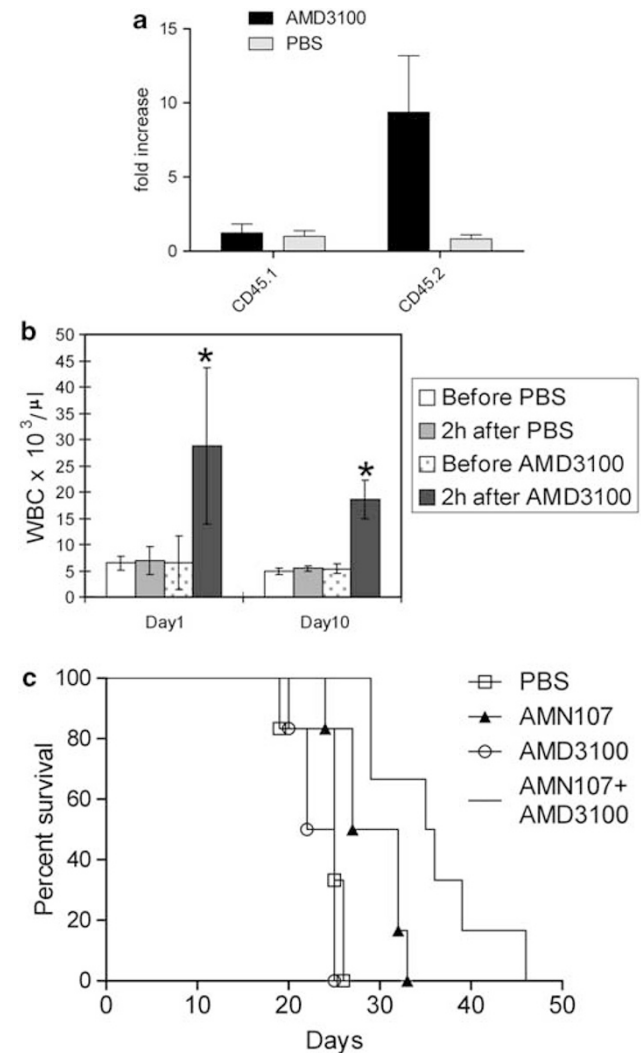 a
AMD3100
PBS
fold increase
15
10
5
0
CD45.1
CD45.2
b
WBC x 10³/µl
50
45
40
35
30
25
20
15
10
5
0
*
*
Day1
Day10
Before PBS
2h after PBS
Before AMD3100
2h after AMD3100
c
Percent survival
100
80
60
40
20
0
0
10
20
30
40
50
Days
PBS
AMN107
AMD3100
AMN107+
AMD3100